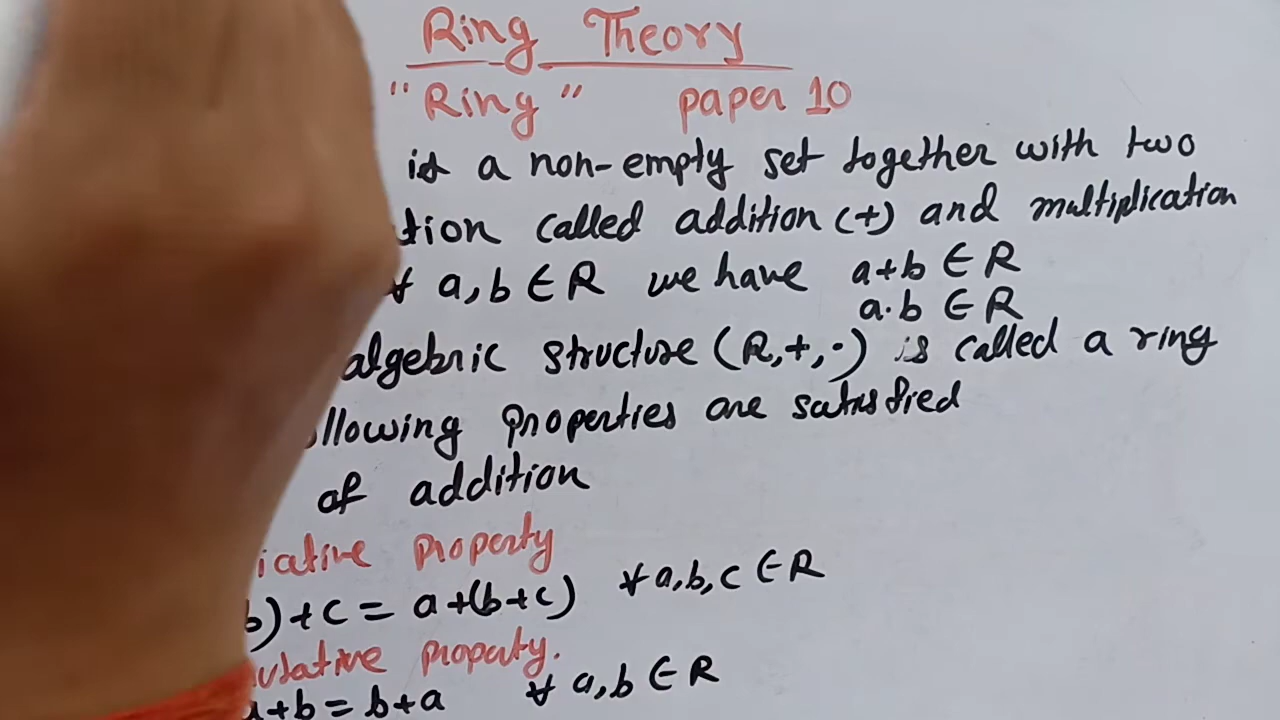 Ring Theory
"Ring" paper 10
is a non-empty set together with two
tion called addition (+) and multiplication
∀ a, b ∈ R we have a+b ∈ R
a·b ∈ R
algebric structure (R,+,·) is called a ring
llowing properties are satisfied
of addition
iative property
b)+c = a+(b+c) ∀ a,b,c ∈ R
utative property.
a+b = b+a ∀ a,b ∈ R